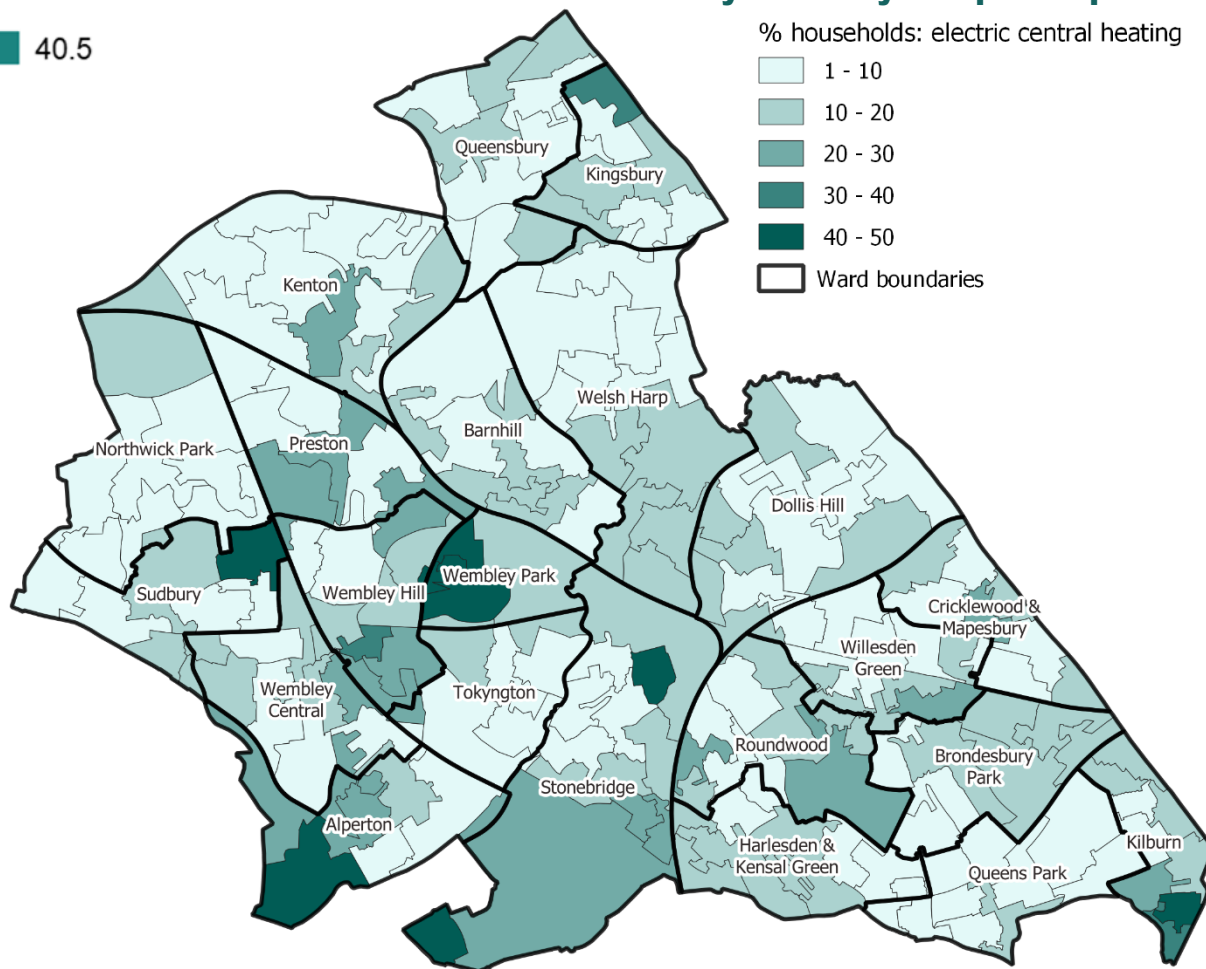 40.5
% households: electric central heating
1 - 10
10 - 20
20 - 30
30 - 40
40 - 50
Ward boundaries
Queensbury
Kingsbury
Kenton
Welsh Harp
Northwick Park
Preston
Barnhill
Dollis Hill
Sudbury
Wembley Hill
Wembley Park
Cricklewood &
Mapesbury
Willesden
Green
Wembley
Central
Tokyngton
Roundwood
Brondesbury
Park
Stonebridge
Alperton
Harlesden &
Kensal Green
Queens Park
Kilburn